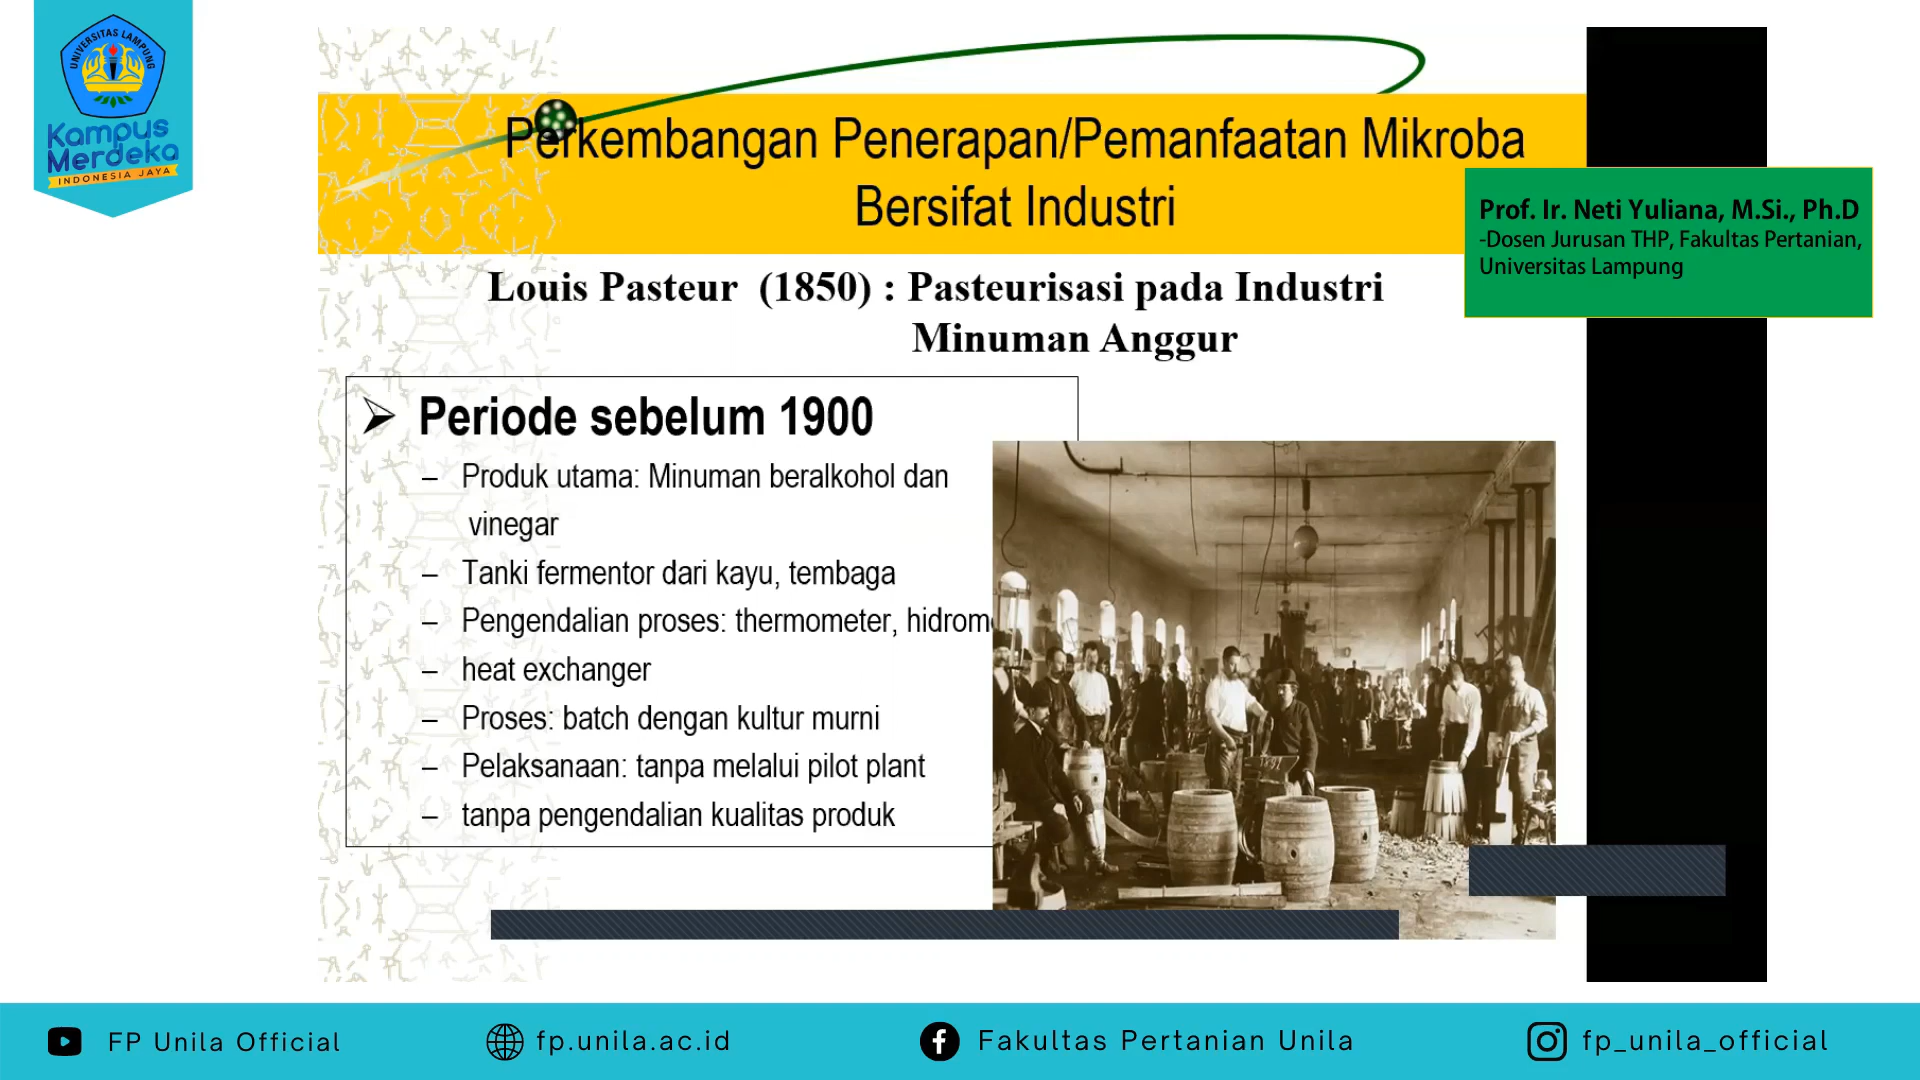 UNIVERSITAS LAMPUNG
Kampus
Merdeka
INDONESIA JAYA
Perkembangan Penerapan/Pemanfaatan Mikroba
Bersifat Industri
Prof. Ir. Neti Yuliana, M.Si., Ph.D
-Dosen Jurusan THP, Fakultas Pertanian,
Universitas Lampung
Louis Pasteur (1850) : Pasteurisasi pada Industri
Minuman Anggur
➢ Periode sebelum 1900
– Produk utama: Minuman beralkohol dan
vinegar
– Tanki fermentor dari kayu, tembaga
– Pengendalian proses: thermometer,
– heat exchanger
– Proses: batch dengan kultur murni
– Pelaksanaan: tanpa melalui pilot plant
– tanpa pengendalian kualitas produk
FP Unila Official
fp.unila.ac.id
Fakultas Pertanian Unila
fp_unila_official